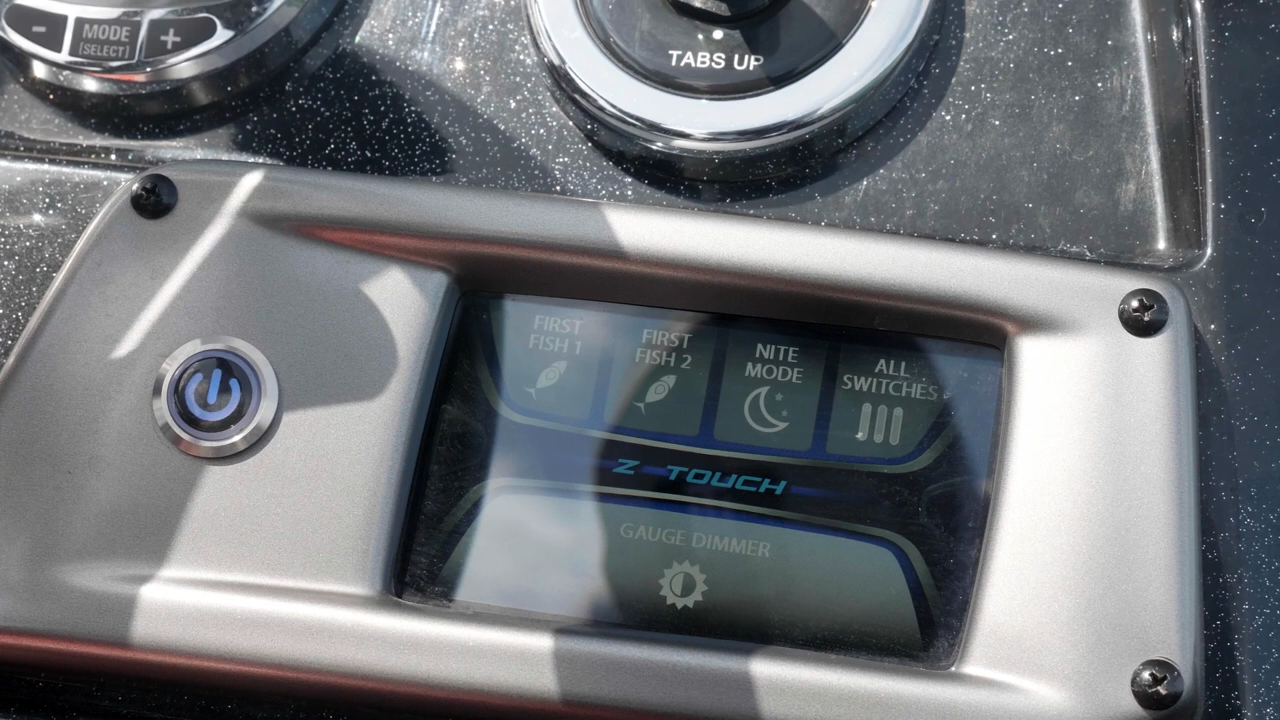 - MODE +
[SELECT]
TABS UP
FIRST
FISH 1
FIRST
FISH 2
NITE
MODE
ALL
SWITCHES
Z TOUCH
GAUGE DIMMER